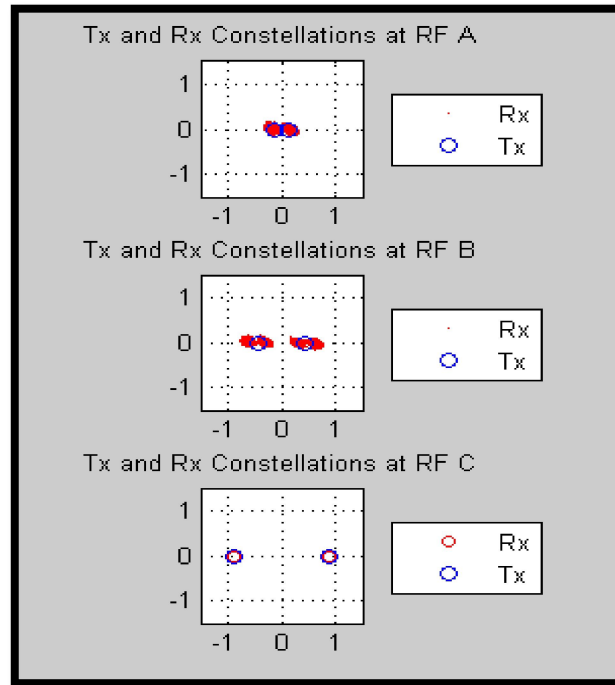 Tx and Rx Constellations at RF A
1
0
-1
-1 0 1
Rx
Tx
Tx and Rx Constellations at RF B
1
0
-1
-1 0 1
Rx
Tx
Tx and Rx Constellations at RF C
1
0
-1
-1 0 1
Rx
Tx